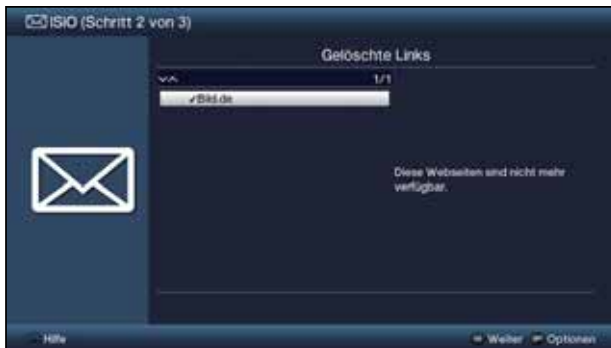 ISIO (Schritt 2 von 3)
Gelöschte Links
1/1
✓Bild.de
Diese Webseiten sind nicht mehr
verfügbar.
Hilfe
Weiter
Optionen